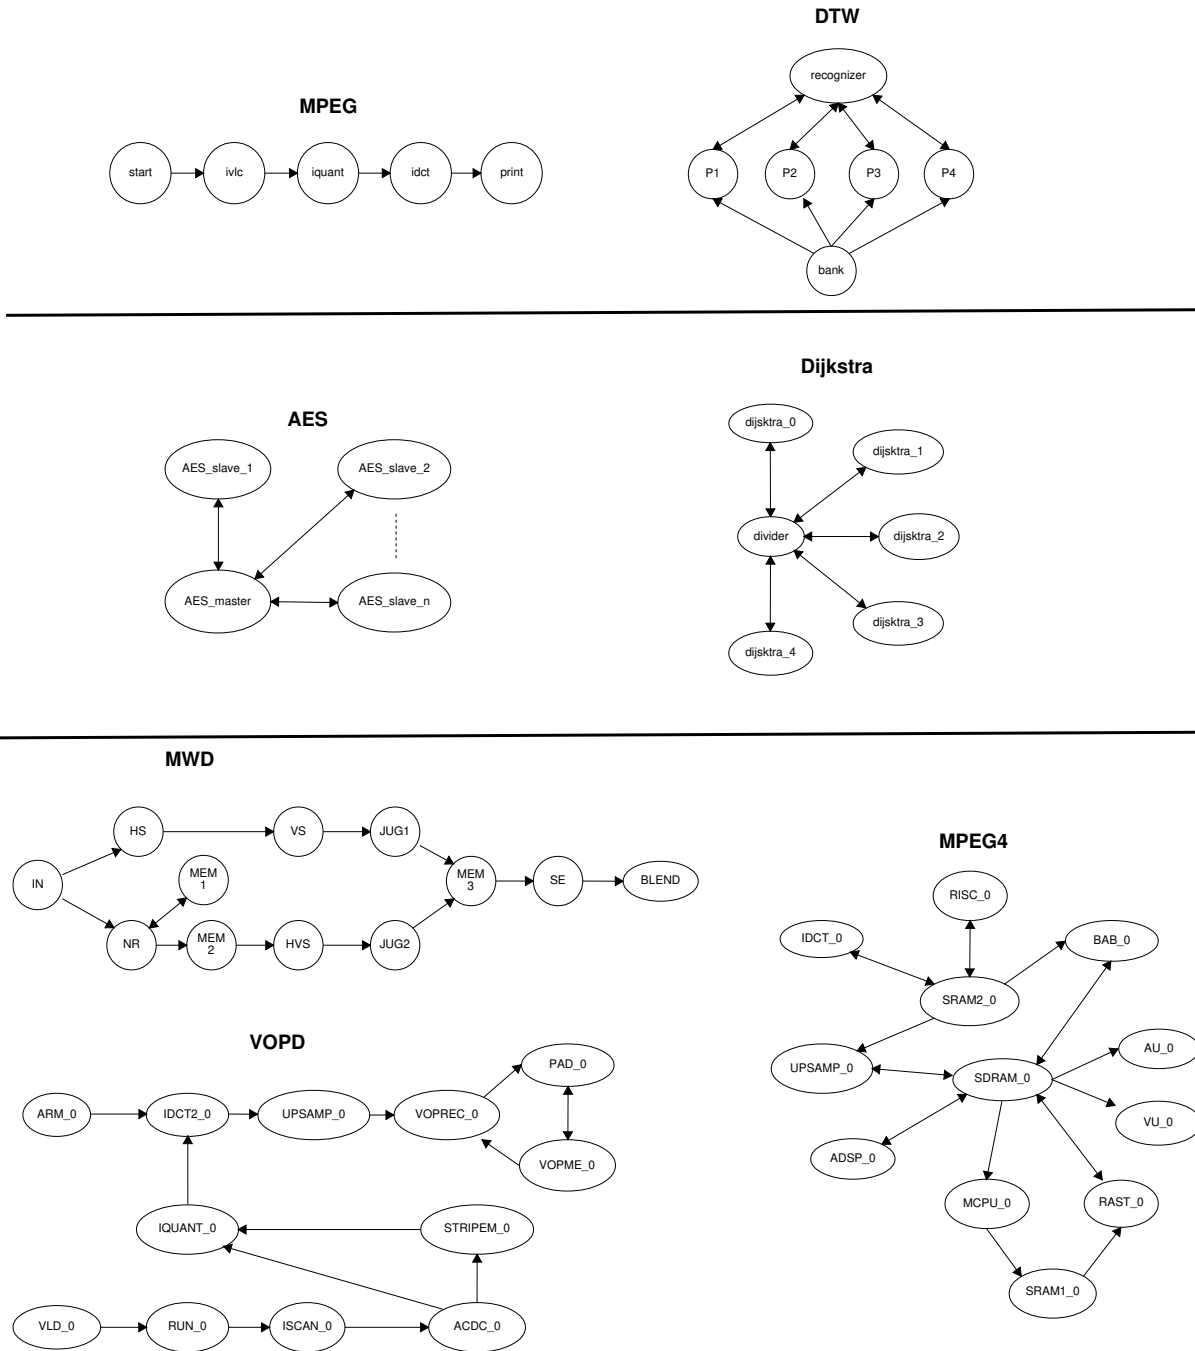 DTW
recognizer
MPEG
start ivlc iquant idct print
P1 P2 P3 P4
bank
Dijkstra
AES
dijsktra_0
dijsktra_1
AES_slave_1 AES_slave_2
divider
dijsktra_2
AES_master AES_slave_n
dijsktra_3
dijsktra_4
MWD
HS VS JUG1
IN
MEM
1
MEM
3
SE BLEND
NR
MEM
2
HVS JUG2
MPEG4
RISC_0
IDCT_0
BAB_0
SRAM2_0
UPSAMP_0
SDRAM_0
AU_0
VU_0
ADSP_0
MCPU_0
RAST_0
SRAM1_0
VOPD
PAD_0
ARM_0 IDCT2_0 UPSAMP_0 VOPREC_0
VOPME_0
IQUANT_0 STRIPEM_0
VLD_0 RUN_0 ISCAN_0 ACDC_0